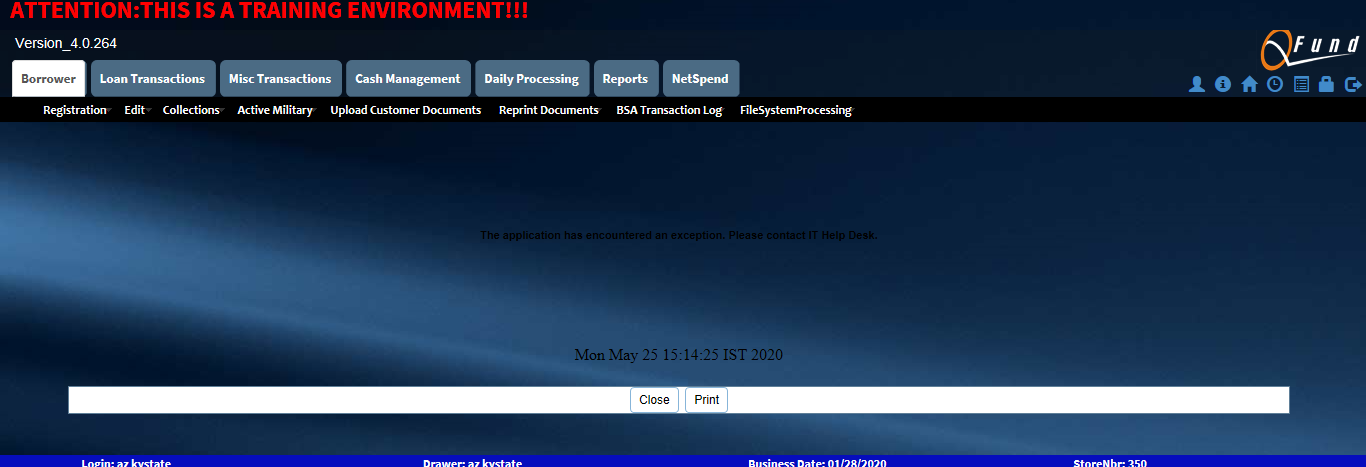 ATTENTION:THIS IS A TRAINING ENVIRONMENT!!!
Version_4.0.264
QFund
Borrower Loan Transactions Misc Transactions Cash Management Daily Processing Reports NetSpend
Registration Edit Collections Active Military Upload Customer Documents Reprint Documents BSA Transaction Log FileSystemProcessing
The application has encountered an exception. Please contact IT Help Desk.
Mon May 25 15:14:25 IST 2020
Close Print
Login: az kystate Drawer: az kystate Business Date: 01/28/2020 StoreNbr: 350